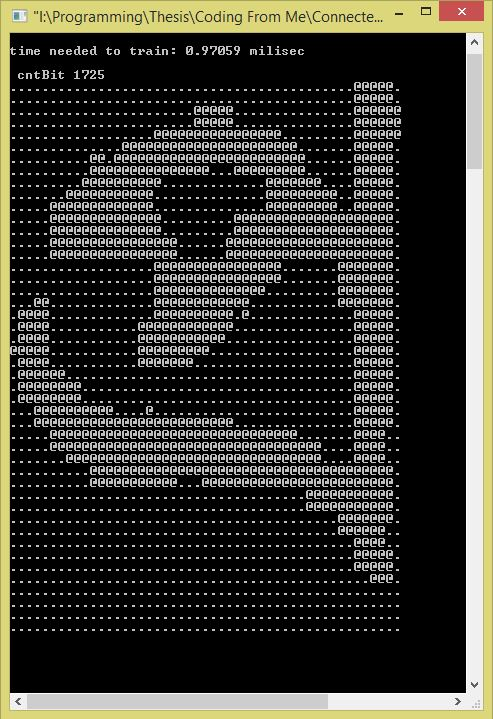 "I:\Programming\Thesis\Coding From Me\Connecte...
time needed to train: 0.97059 milisec
cntBit 1725